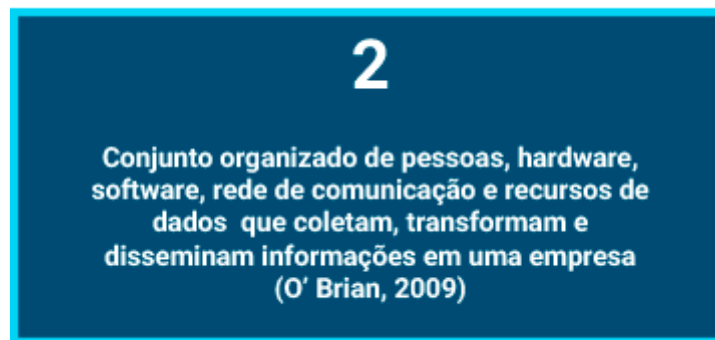 2
Conjunto organizado de pessoas, hardware,
software, rede de comunicação e recursos de
dados  que coletam, transformam e
disseminam informações em uma empresa
(O’ Brian, 2009)